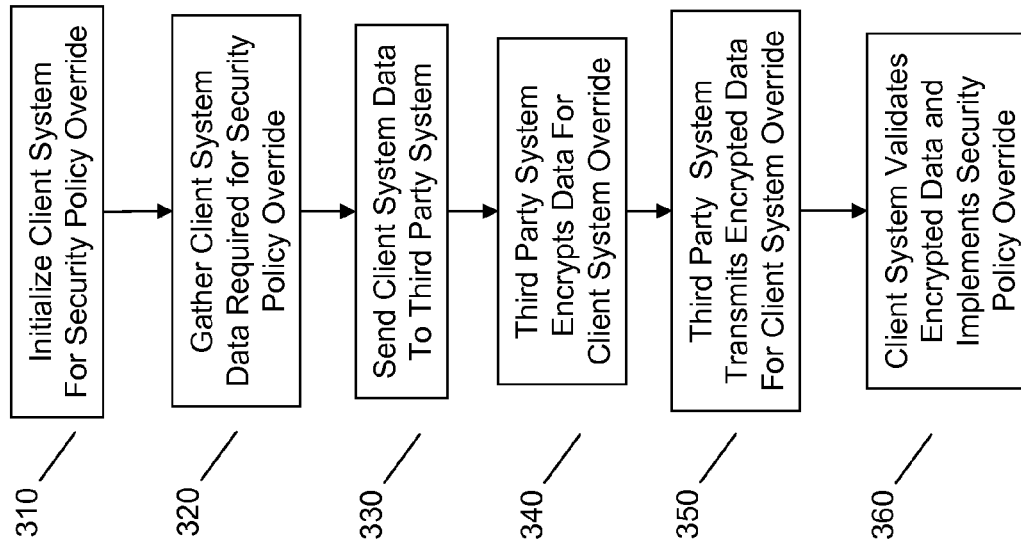 310
Initialize Client System
For Security Policy Override
320
Gather Client System
Data Required for Security
Policy Override
330
Send Client System Data
To Third Party System
340
Third Party System
Encrypts Data For
Client System Override
350
Third Party System
Transmits Encrypted Data
For Client System Override
360
Client System Validates
Encrypted Data and
Implements Security
Policy Override